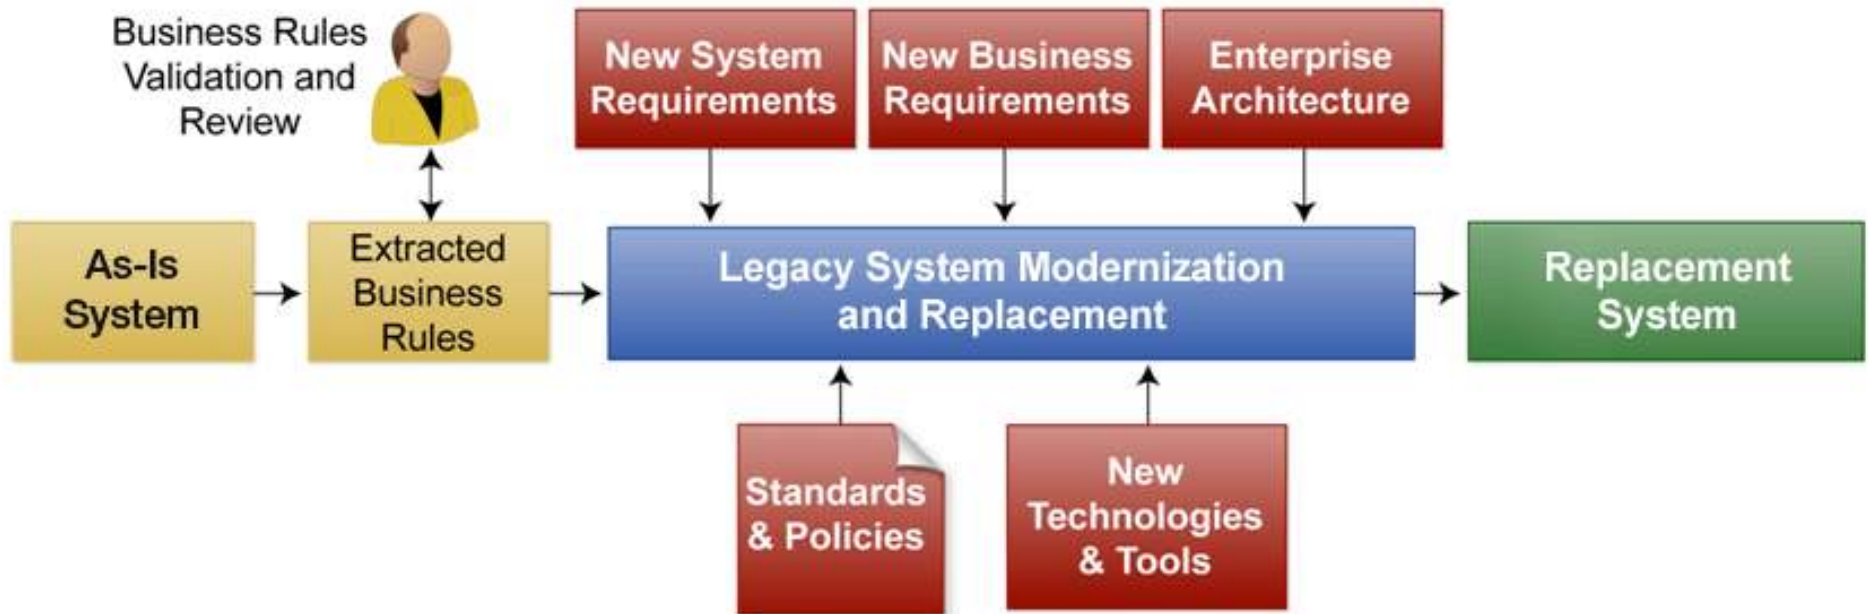 Business Rules
Validation and
Review
New System
Requirements
New Business
Requirements
Enterprise
Architecture
As-Is
System
Extracted
Business
Rules
Legacy System Modernization
and Replacement
Replacement
System
Standards
& Policies
New
Technologies
& Tools